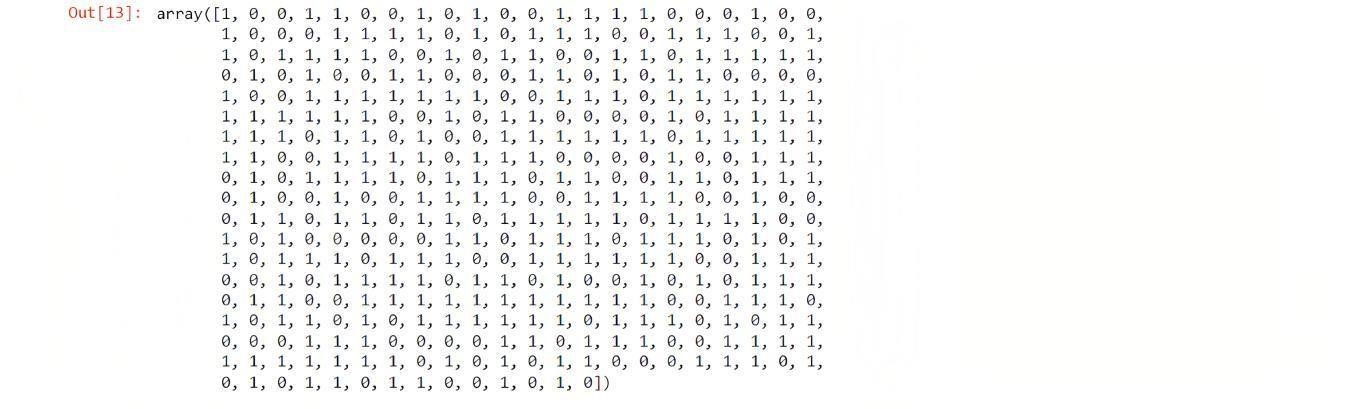 Out[13]: array([1, 0, 0, 1, 1, 0, 0, 1, 0, 1, 0, 0, 1, 1, 1, 1, 0, 0, 0, 1, 0, 0,
1, 0, 0, 0, 1, 1, 1, 1, 0, 1, 0, 1, 1, 1, 0, 0, 1, 1, 1, 0, 0, 1,
1, 0, 1, 1, 1, 1, 0, 0, 1, 0, 1, 1, 0, 0, 1, 1, 0, 1, 1, 1, 1, 1,
0, 1, 0, 1, 0, 0, 1, 1, 0, 0, 0, 1, 1, 0, 1, 0, 1, 1, 0, 0, 0, 0,
1, 0, 0, 1, 1, 1, 1, 1, 1, 1, 0, 0, 1, 1, 1, 0, 1, 1, 1, 1, 1, 1,
1, 1, 1, 1, 1, 1, 0, 0, 1, 0, 1, 1, 0, 0, 0, 0, 1, 0, 1, 1, 1, 1,
1, 1, 1, 0, 1, 1, 0, 1, 0, 0, 1, 1, 1, 1, 1, 1, 0, 1, 1, 1, 1, 1,
1, 1, 0, 0, 1, 1, 1, 1, 0, 1, 1, 1, 0, 0, 0, 0, 1, 0, 0, 1, 1, 1,
0, 1, 0, 1, 1, 1, 1, 0, 1, 1, 1, 0, 1, 1, 0, 0, 1, 1, 0, 1, 1, 1,
0, 1, 0, 0, 1, 0, 0, 1, 1, 1, 1, 0, 0, 1, 1, 1, 1, 0, 0, 1, 0, 0,
0, 1, 1, 0, 1, 1, 0, 1, 1, 0, 1, 1, 1, 1, 1, 0, 1, 1, 1, 1, 0, 0,
1, 0, 1, 0, 0, 0, 0, 0, 1, 1, 0, 1, 1, 1, 0, 1, 1, 1, 0, 1, 0, 1,
1, 0, 1, 1, 1, 0, 1, 1, 1, 0, 0, 1, 1, 1, 1, 1, 1, 0, 0, 1, 1, 1,
0, 0, 1, 0, 1, 1, 1, 1, 0, 1, 1, 0, 1, 0, 0, 1, 0, 1, 0, 1, 1, 1,
0, 1, 1, 0, 0, 1, 1, 1, 1, 1, 1, 1, 1, 1, 1, 1, 0, 0, 1, 1, 1, 0,
1, 0, 1, 1, 0, 1, 0, 1, 1, 1, 1, 1, 1, 0, 1, 1, 1, 0, 1, 0, 1, 1,
0, 0, 0, 1, 1, 1, 0, 0, 0, 0, 1, 1, 0, 1, 1, 1, 0, 0, 1, 1, 1, 1,
1, 1, 1, 1, 1, 1, 1, 0, 1, 0, 1, 0, 1, 1, 0, 0, 0, 1, 1, 1, 0, 1,
0, 1, 0, 1, 1, 0, 1, 1, 0, 0, 1, 0, 1, 0])